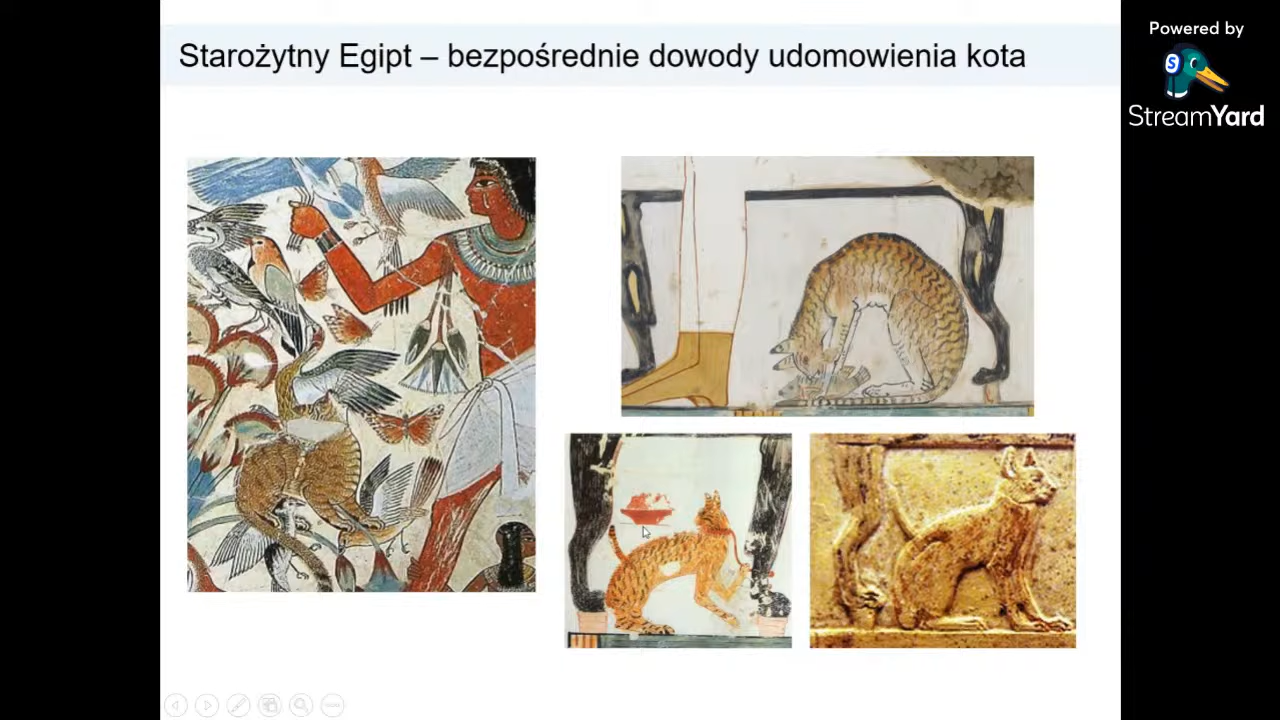 Starożytny Egipt – bezpośrednie dowody udomowienia kota
Powered by
S
StreamYard